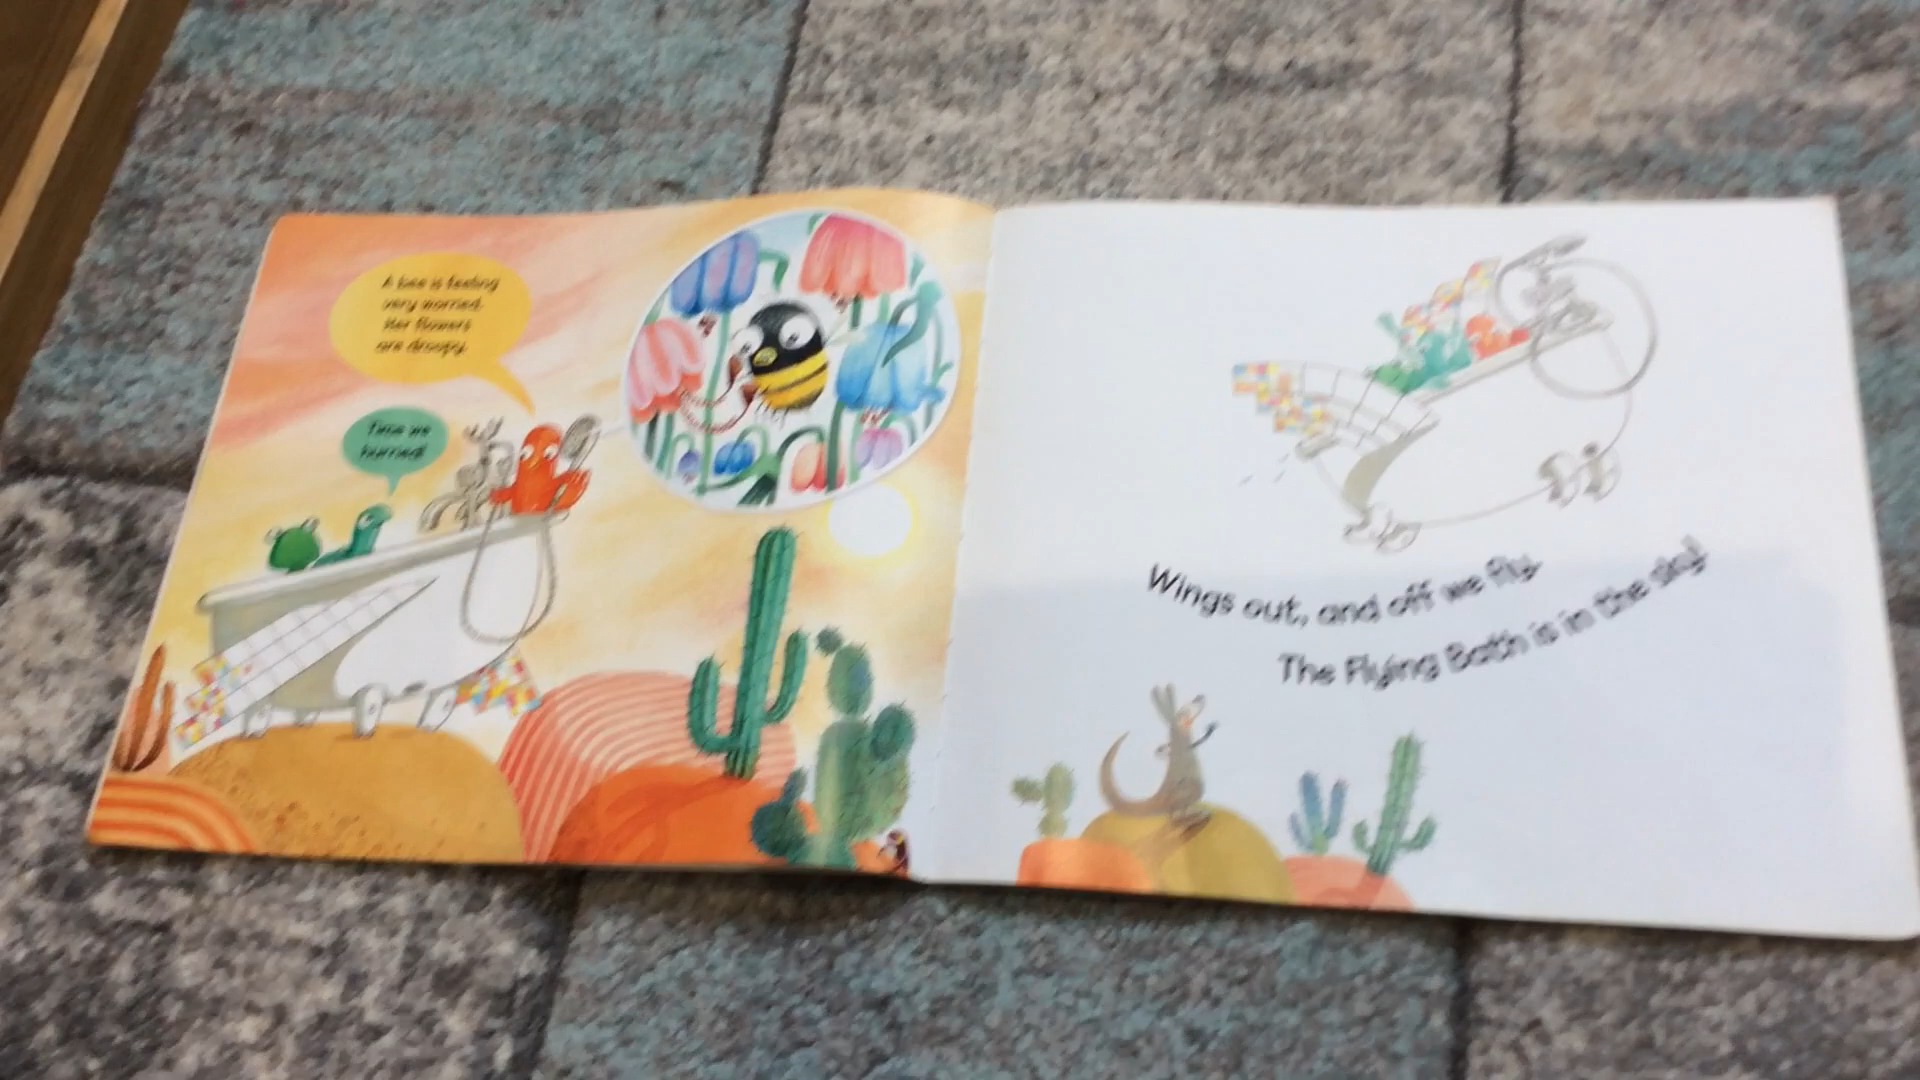 A bee is feeling
very worried.
Her flowers
are droopy.
Time we
hurried!
Wings out, and off we fly.
The Flying Bath is in the sky!